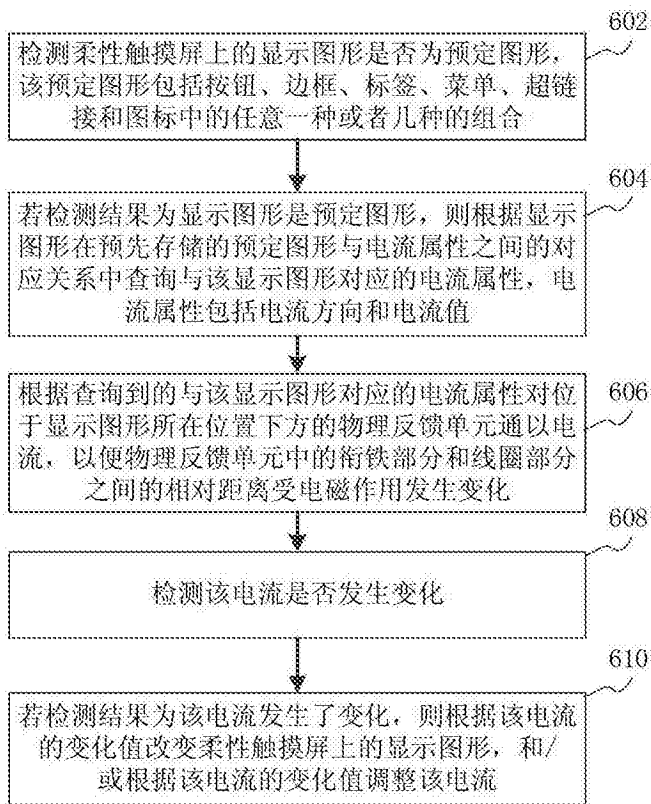 602
检测柔性触摸屏上的显示图形是否为预定图形，
该预定图形包括按钮、边框、标签、菜单、超链
接和图标中的任意一种或者几种的组合
604
若检测结果为显示图形是预定图形，则根据显示
图形在预先存储的预定图形与电流属性之间的对
应关系中查询与该显示图形对应的电流属性，电
流属性包括电流方向和电流值
606
根据查询到的与该显示图形对应的电流属性对位
于显示图形所在位置下方的物理反馈单元通以电
流，以便物理反馈单元中的衔铁部分和线圈部分
之间的相对距离受电磁作用发生变化
608
检测该电流是否发生变化
610
若检测结果为该电流发生了变化，则根据该电流
的变化值改变柔性触摸屏上的显示图形，和/
或根据该电流的变化值调整该电流